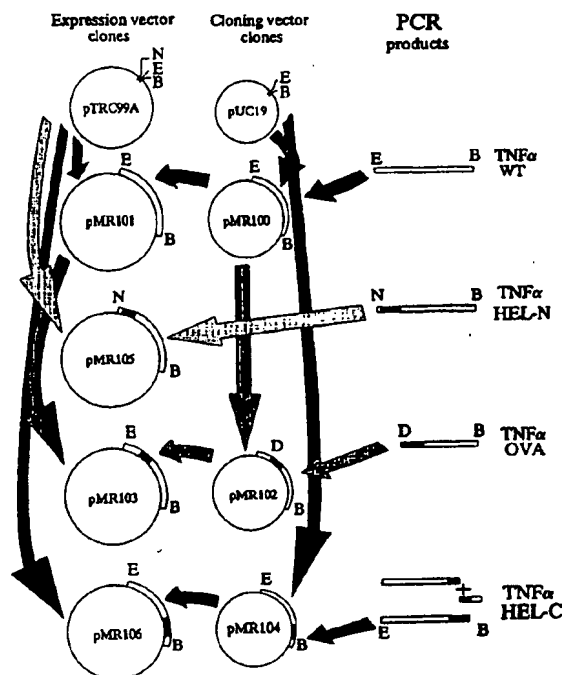 Expression vector
clones
Cloning vector
clones
PCR
products
N
E
B
pTRC99A
E
B
pUC19
E
pMR101
B
E
pMR100
B
E
B
TNFα
WT
N
pMR105
B
N
B
TNFα
HEL-N
E
pMR103
B
D
pMR102
B
D
B
TNFα
OVA
E
pMR106
B
E
pMR104
B
+
E
B
TNFα
HEL-C